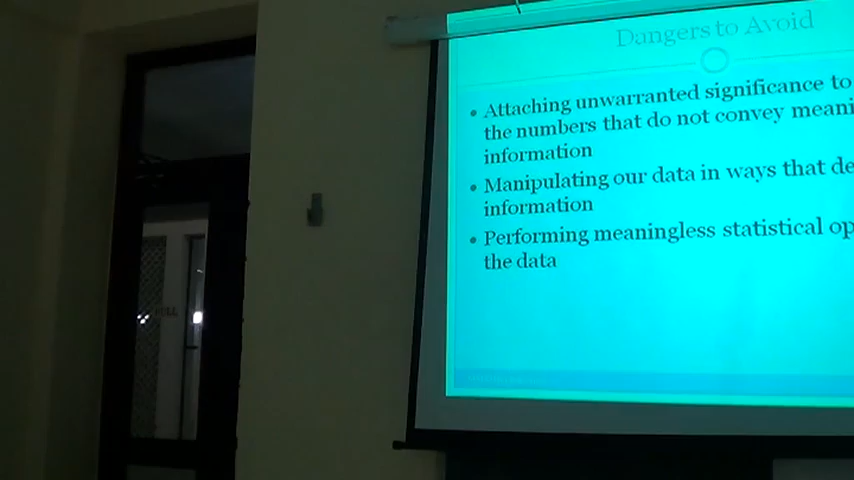 Dangers to Avoid
• Attaching unwarranted significance to
the numbers that do not convey meani
information
• Manipulating our data in ways that de
information
• Performing meaningless statistical op
the data